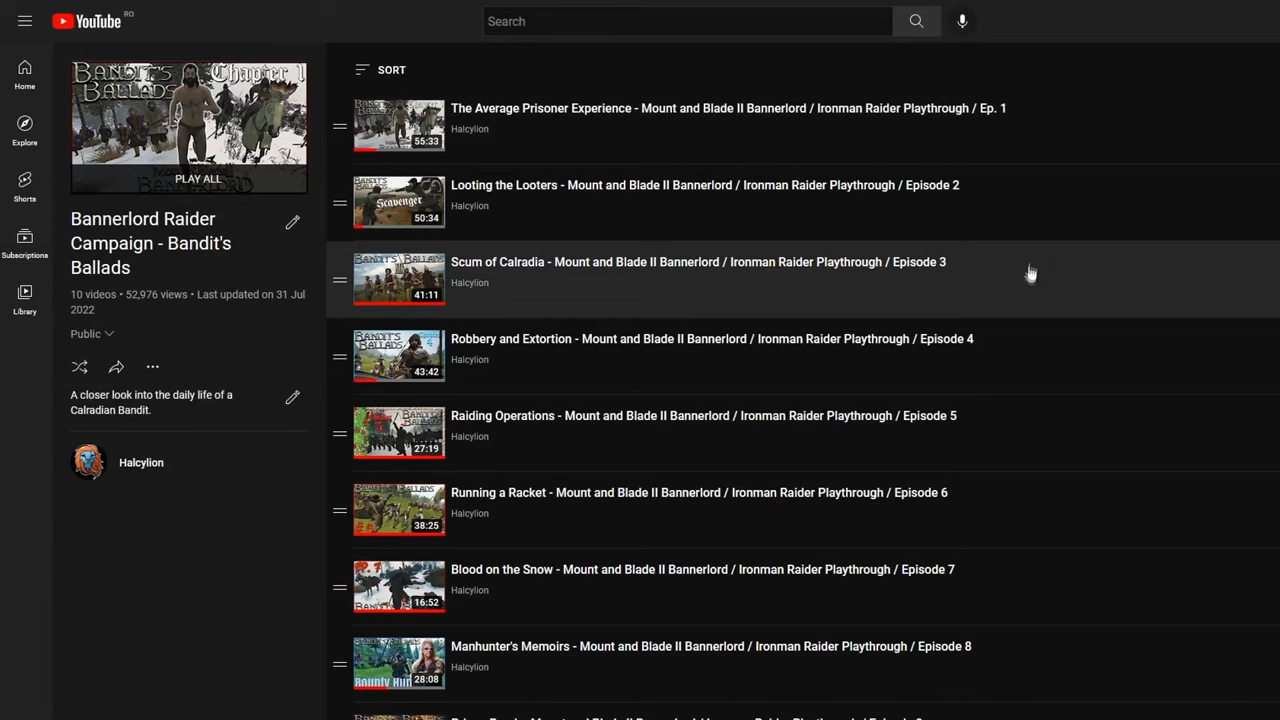 YouTube RO
Search
Home
Explore
Shorts
Subscriptions
Library
BANDIT'S
BALLADS
Chapter 1
PLAY ALL
Bannerlord Raider
Campaign - Bandit's
Ballads
10 videos • 52,976 views • Last updated on 31 Jul
2022
Public
A closer look into the daily life of a
Calradian Bandit.
Halcylion
SORT
The Average Prisoner Experience - Mount and Blade II Bannerlord / Ironman Raider Playthrough / Ep. 1
Halcylion
55:33
Looting the Looters - Mount and Blade II Bannerlord / Ironman Raider Playthrough / Episode 2
Halcylion
Scavenger
50:34
Scum of Calradia - Mount and Blade II Bannerlord / Ironman Raider Playthrough / Episode 3
Halcylion
41:11
Robbery and Extortion - Mount and Blade II Bannerlord / Ironman Raider Playthrough / Episode 4
Halcylion
43:42
Raiding Operations - Mount and Blade II Bannerlord / Ironman Raider Playthrough / Episode 5
Halcylion
27:19
Running a Racket - Mount and Blade II Bannerlord / Ironman Raider Playthrough / Episode 6
Halcylion
38:25
Blood on the Snow - Mount and Blade II Bannerlord / Ironman Raider Playthrough / Episode 7
Halcylion
16:52
Manhunter's Memoirs - Mount and Blade II Bannerlord / Ironman Raider Playthrough / Episode 8
Halcylion
28:08